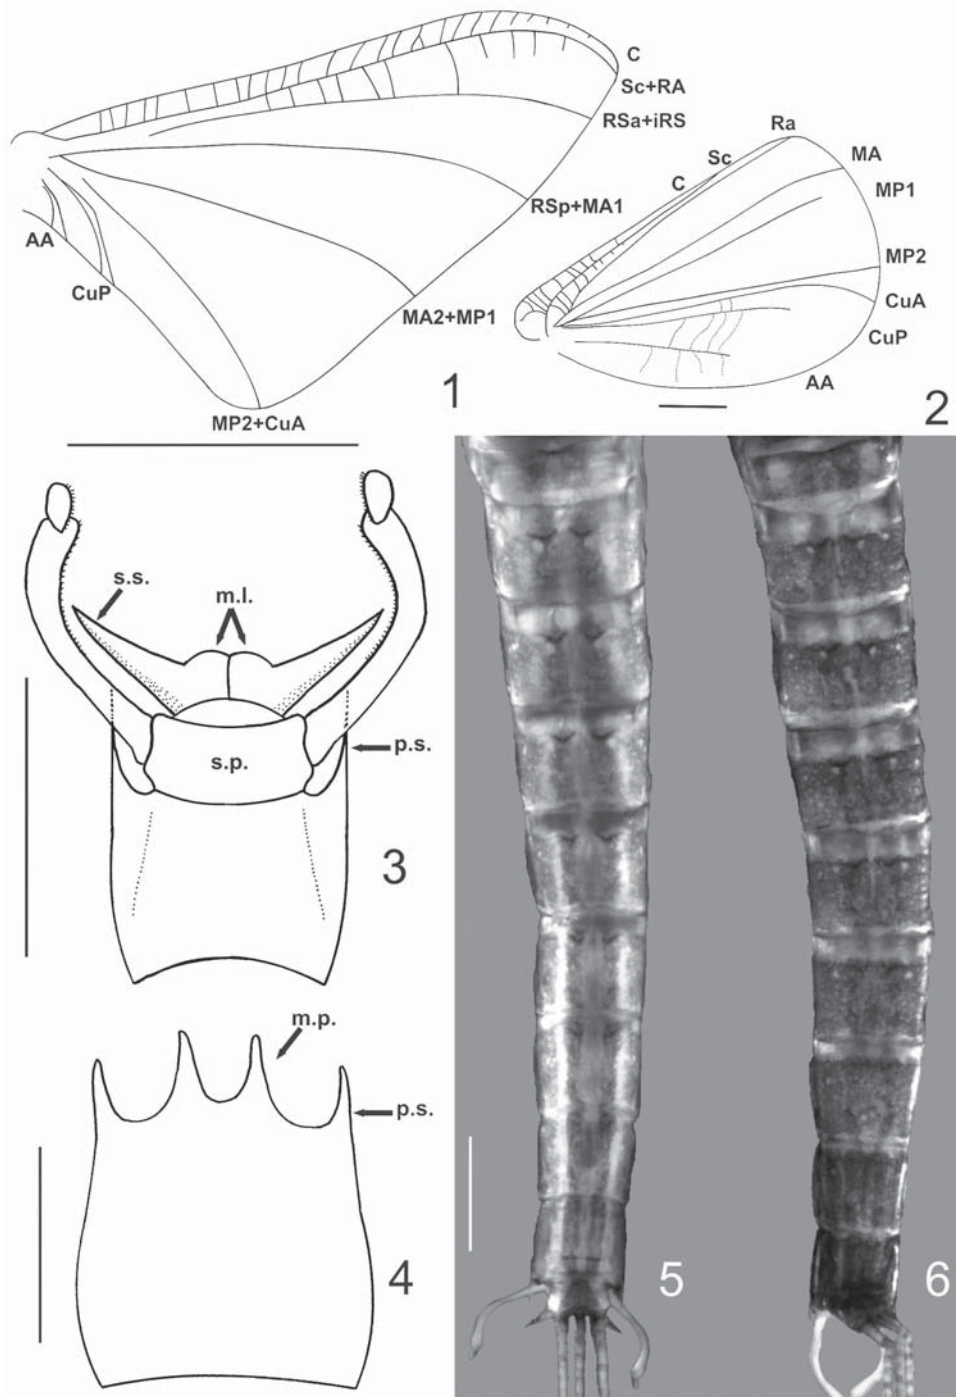 C
Sc+RA
RSa+iRS
RSp+MA1
MA2+MP1
MP2+CuA
CuP
AA
1
Ra
Sc
C
MA
MP1
MP2
CuA
CuP
AA
2
s.s.
m.l.
s.p.
p.s.
3
m.p.
p.s.
4
5
6